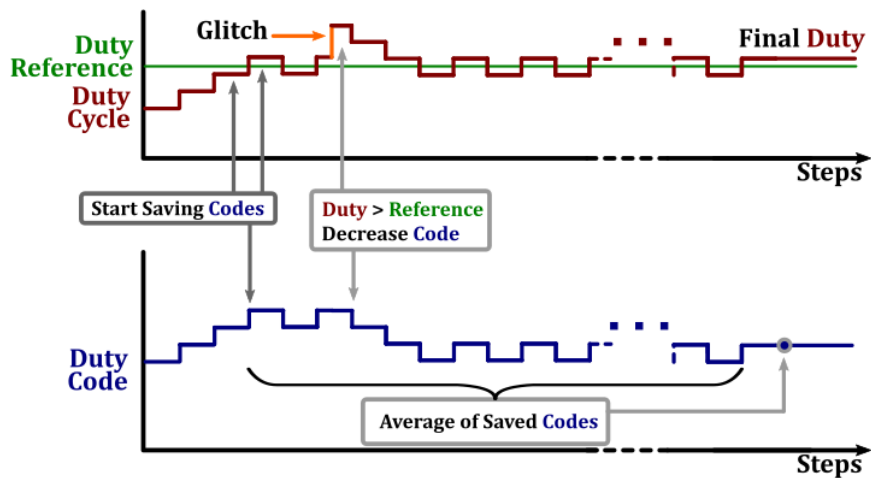 Glitch
Duty
Reference
Final Duty
Duty
Cycle
Steps
Start Saving Codes
Duty > Reference
Decrease Code
Duty
Code
Average of Saved Codes
Steps